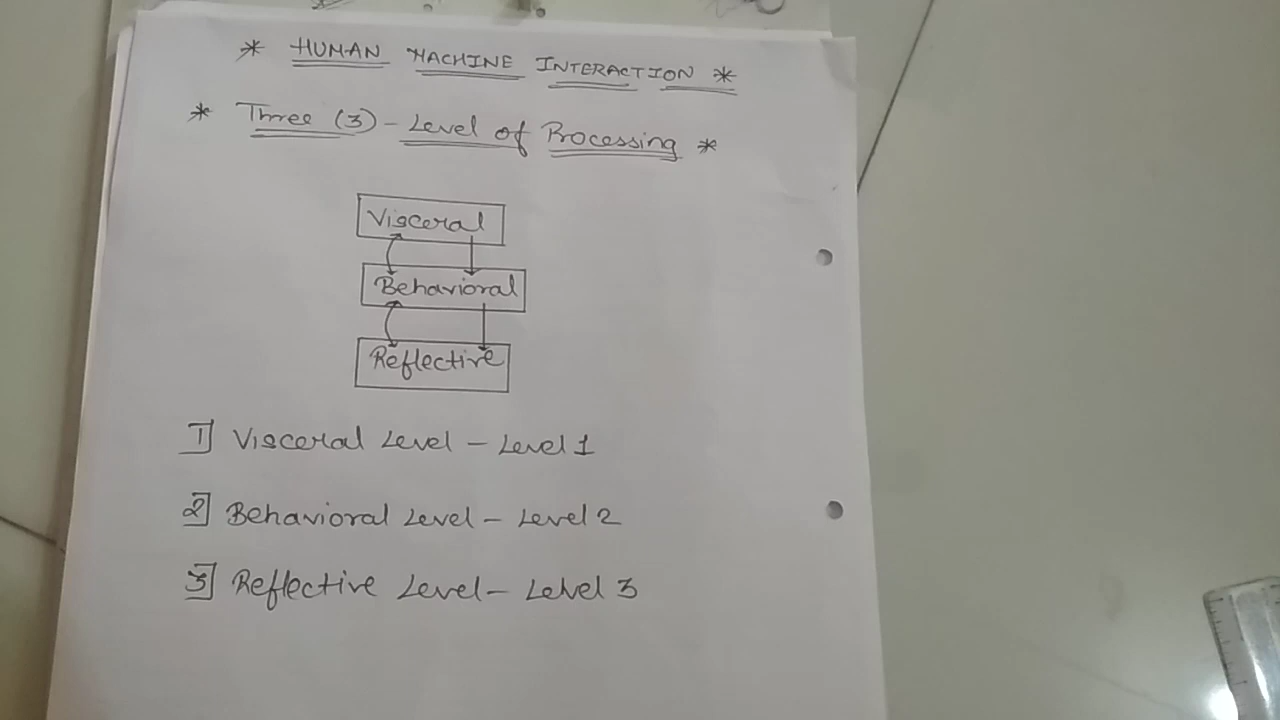 * HUMAN MACHINE INTERACTION *
* Three (3) - Level of Processing *
Visceral
Behavioral
Reflective
1] Visceral Level - Level 1
2] Behavioral Level - Level 2
3] Reflective Level - Level 3